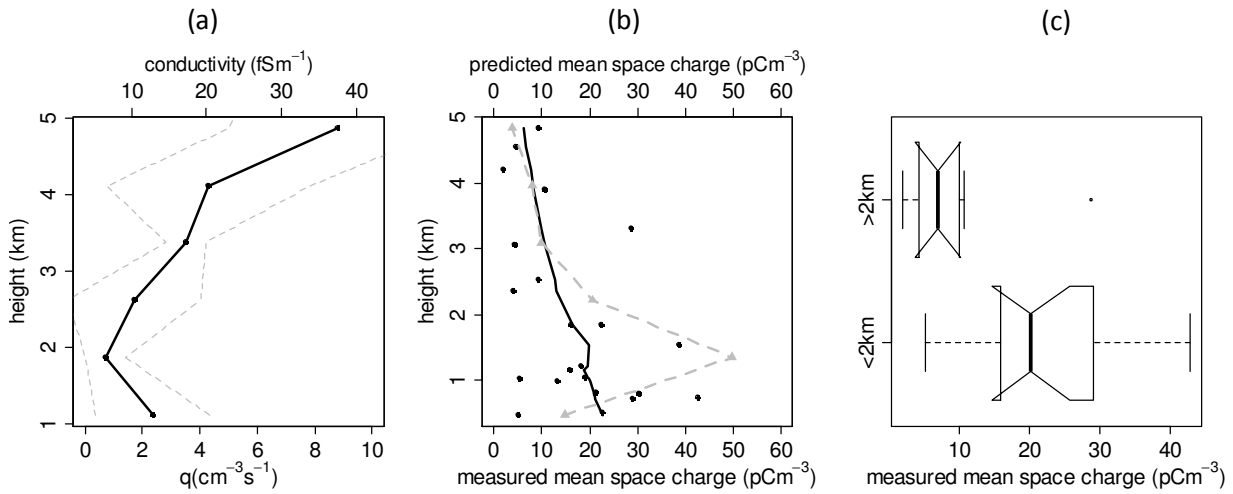 (a)
conductivity (fSm⁻¹)
10 20 30 40
5
4
3
2
1
height (km)
0 2 4 6 8 10
q(cm⁻³s⁻¹)
(b)
predicted mean space charge (pCm⁻³)
0 10 20 30 40 50 60
5
4
3
2
1
height (km)
0 10 20 30 40 50 60
measured mean space charge (pCm⁻³)
(c)
>2km
<2km
10 20 30 40
measured mean space charge (pCm⁻³)